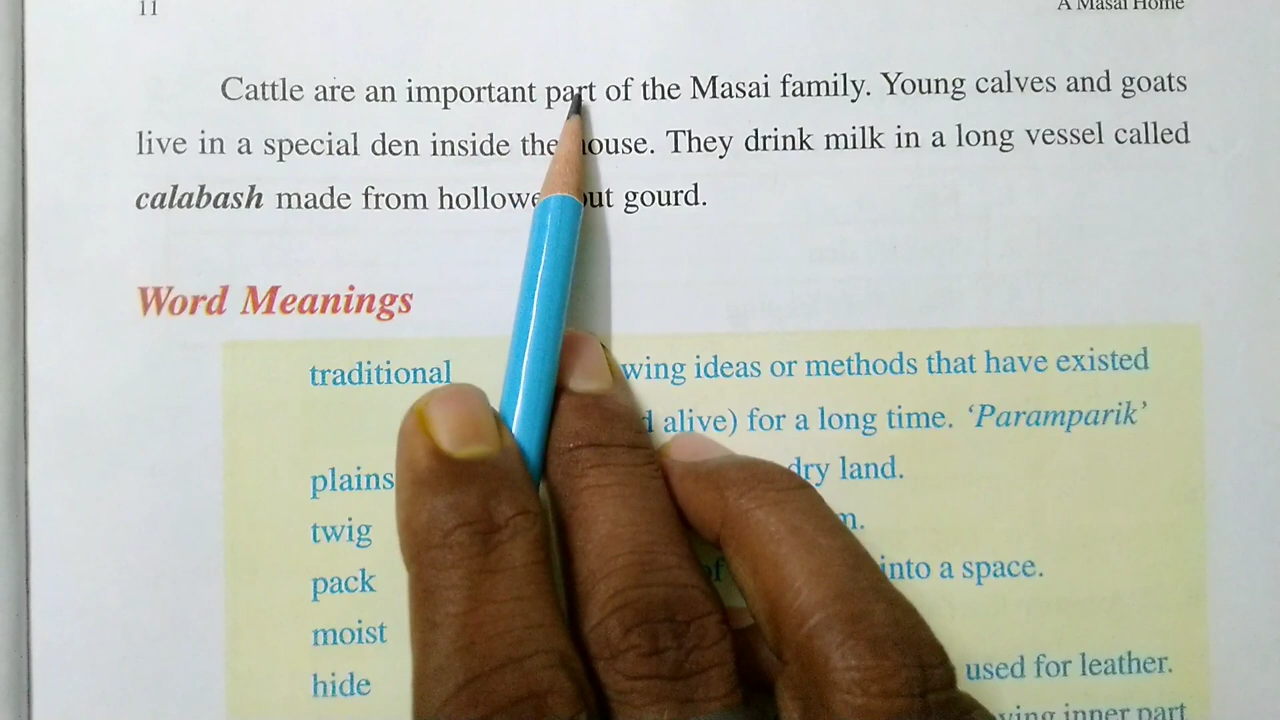 11 A Masai Home
Cattle are an important part of the Masai family. Young calves and goats
live in a special den inside the house. They drink milk in a long vessel called
calabash made from hollowed out gourd.
Word Meanings
traditional wing ideas or methods that have existed
alive) for a long time. ‘Paramparik’
plains dry land.
twig
pack of into a space.
moist
hide used for leather.
inner part